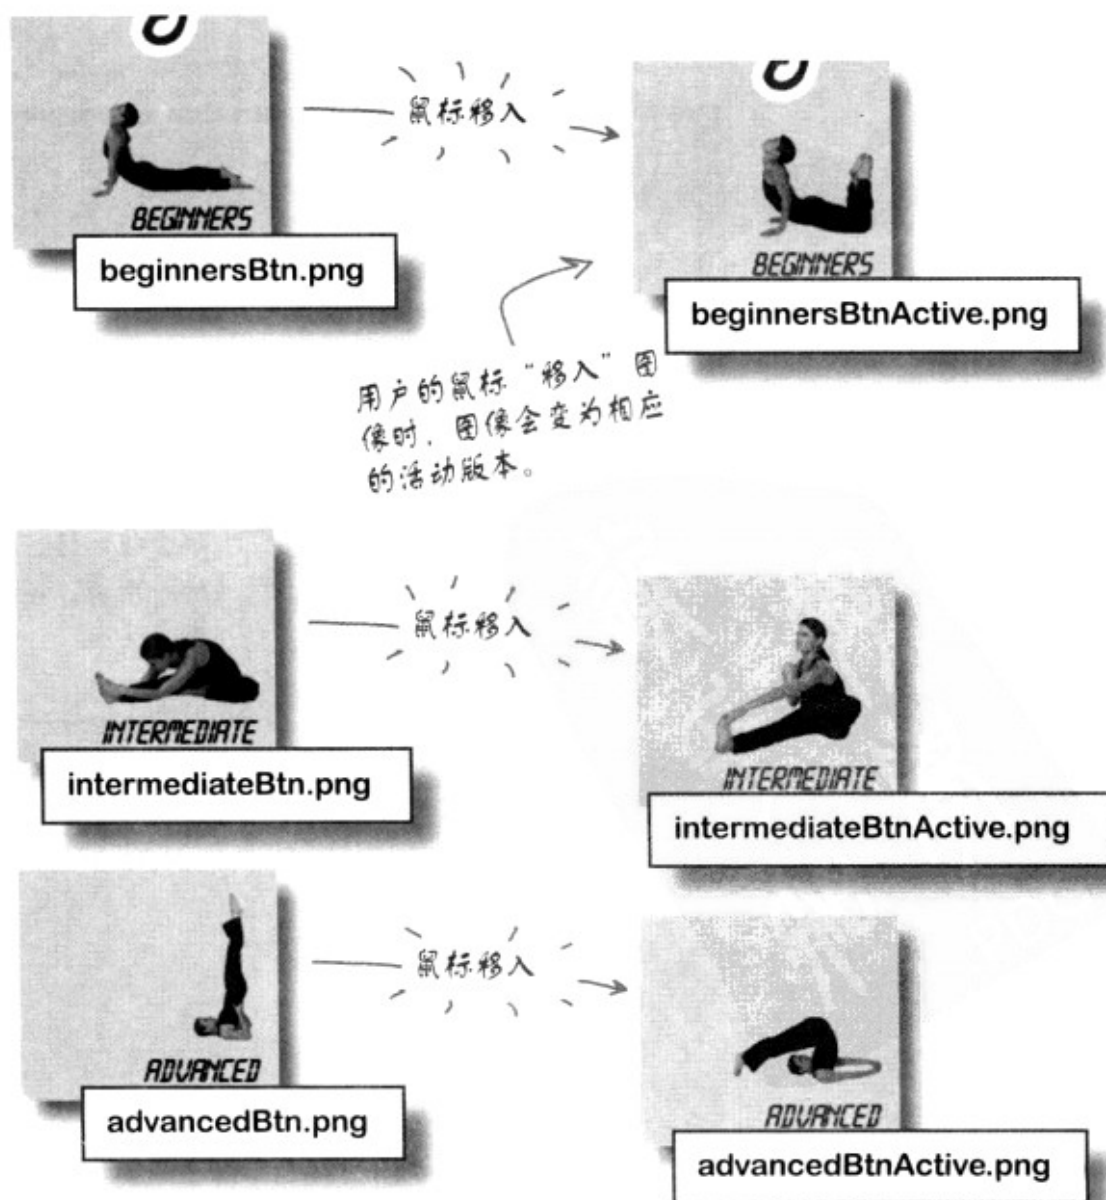 鼠标移入
BEGINNERS
BEGINNERS
beginnersBtn.png
beginnersBtnActive.png
用户的鼠标“移入”图
像时，图像会变为相应
的活动版本。
鼠标移入
INTERMEDIATE
INTERMEDIATE
intermediateBtn.png
intermediateBtnActive.png
鼠标移入
ADVANCED
ADVANCED
advancedBtn.png
advancedBtnActive.png